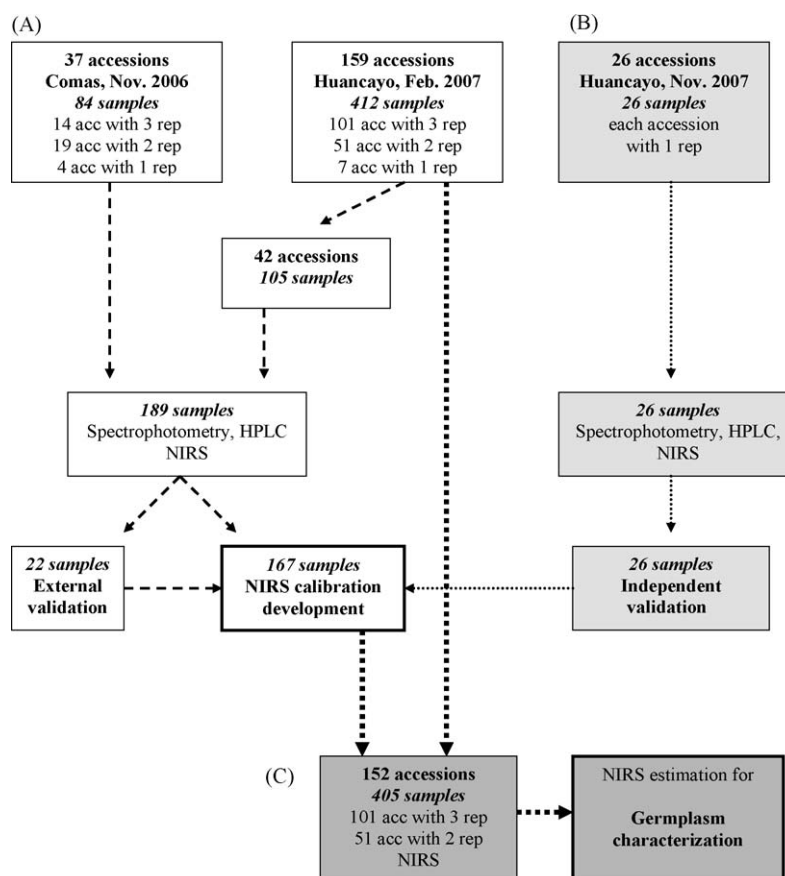 (A)
37 accessions
Comas, Nov. 2006
84 samples
14 acc with 3 rep
19 acc with 2 rep
4 acc with 1 rep
159 accessions
Huancayo, Feb. 2007
412 samples
101 acc with 3 rep
51 acc with 2 rep
7 acc with 1 rep
(B)
26 accessions
Huancayo, Nov. 2007
26 samples
each accession
with 1 rep
42 accessions
105 samples
189 samples
Spectrophotometry, HPLC
NIRS
26 samples
Spectrophotometry, HPLC,
NIRS
22 samples
External
validation
167 samples
NIRS calibration
development
26 samples
Independent
validation
(C)
152 accessions
405 samples
101 acc with 3 rep
51 acc with 2 rep
NIRS
NIRS estimation for
Germplasm
characterization